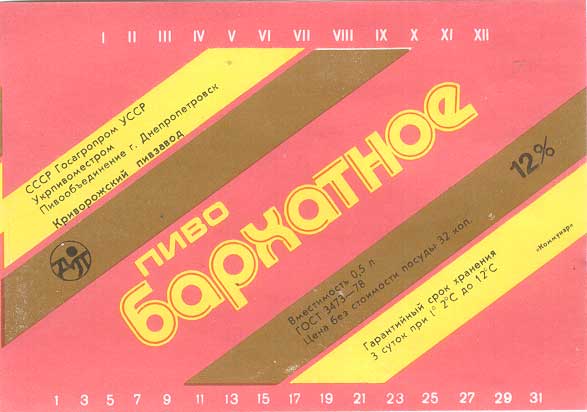 I II III IV V VI VII VIII IX X XI XII
СССР Госагропром УССР
Укрпивоместром
Пивообъединение г. Днепропетровск
Криворожский пивзавод
ДП
пиво
бархатное
12%
Вместимость 0,5 л
ГОСТ 3473—78
Цена без стоимости посуды 32 коп.
Гарантийный срок хранения
3 суток при t° 2°С до 12°С
„Коммунар"
1 3 5 7 9 11 13 15 17 19 21 23 25 27 29 31